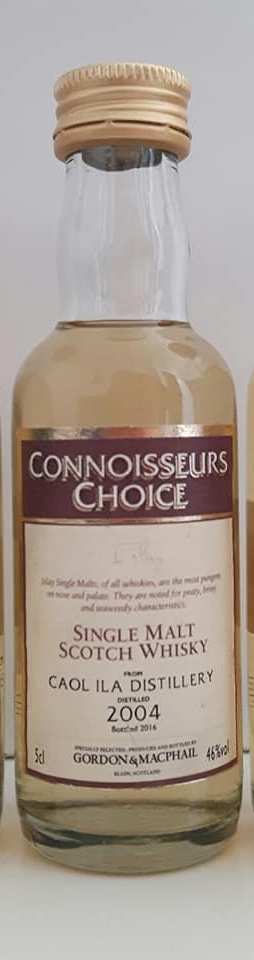 CONNOISSEURS
CHOICE
Islay
Islay Single Malts, of all whiskies, are the most pungent
on nose and palate. They are noted for peaty, briny
and seaweedy characteristics.
SINGLE MALT
SCOTCH WHISKY
FROM
CAOL ILA DISTILLERY
DISTILLED
2004
Bottled 2016
SPECIALLY SELECTED, PRODUCED AND BOTTLED BY
5cl GORDON & MACPHAIL 46%vol
ELGIN, SCOTLAND